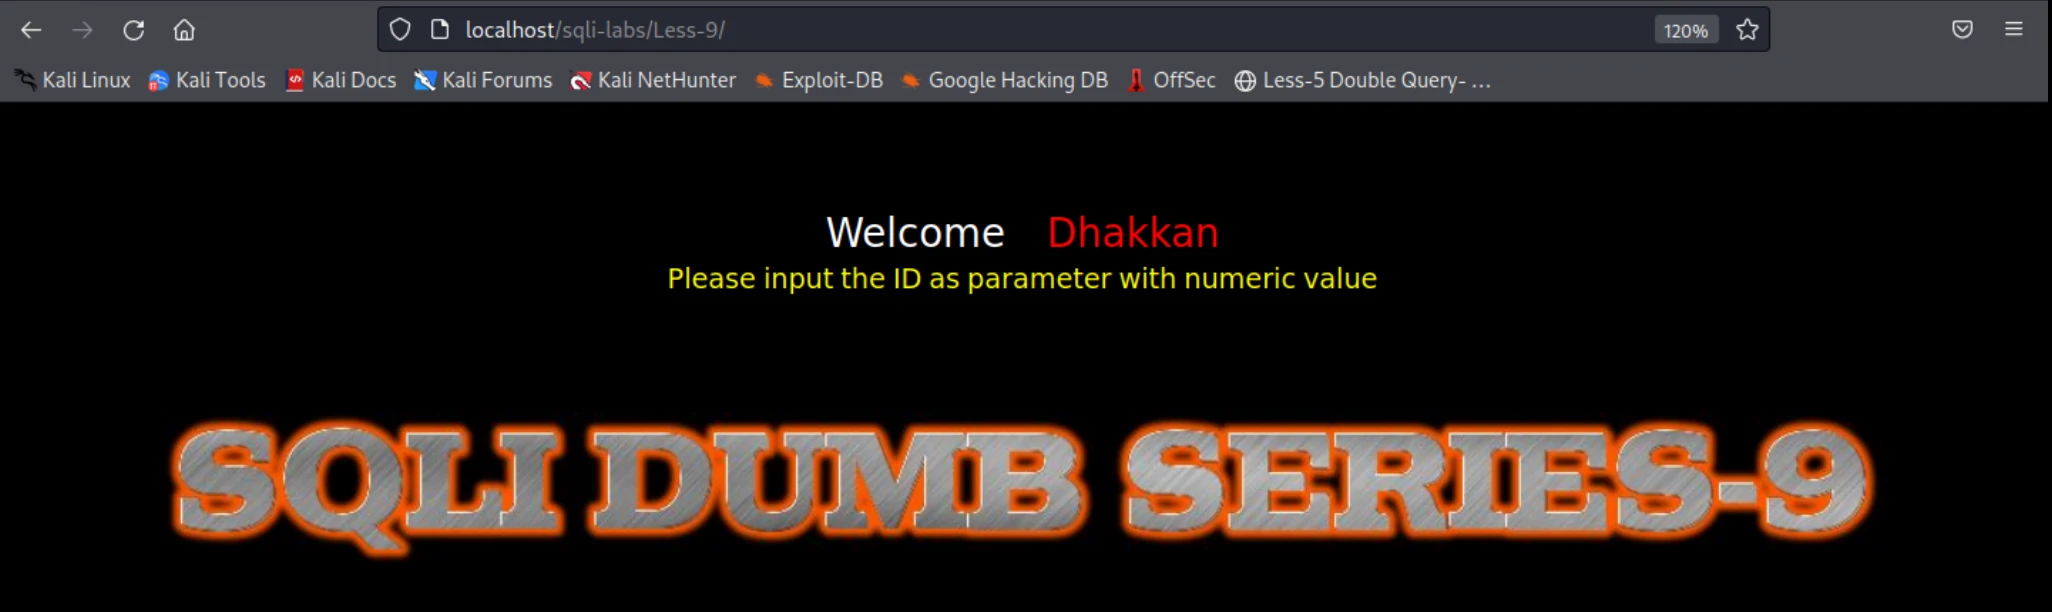 localhost/sqli-labs/Less-9/ 120%
Kali Linux Kali Tools Kali Docs Kali Forums Kali NetHunter Exploit-DB Google Hacking DB OffSec Less-5 Double Query- ...
Welcome Dhakkan
Please input the ID as parameter with numeric value
SQLI DUMB SERIES-9